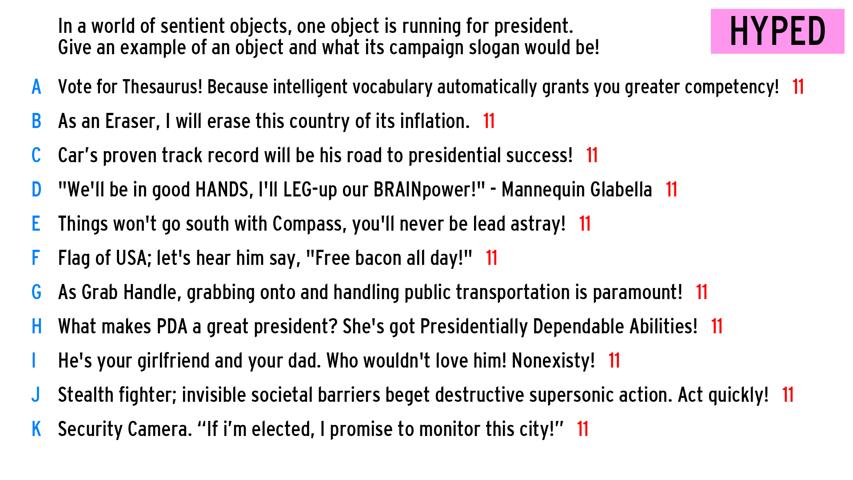 In a world of sentient objects, one object is running for president.
Give an example of an object and what its campaign slogan would be!
HYPED
A Vote for Thesaurus! Because intelligent vocabulary automatically grants you greater competency! 11
B As an Eraser, I will erase this country of its inflation. 11
C Car’s proven track record will be his road to presidential success! 11
D "We'll be in good HANDS, I'll LEG-up our BRAINpower!" - Mannequin Glabella 11
E Things won't go south with Compass, you'll never be lead astray! 11
F Flag of USA; let's hear him say, "Free bacon all day!" 11
G As Grab Handle, grabbing onto and handling public transportation is paramount! 11
H What makes PDA a great president? She's got Presidentially Dependable Abilities! 11
I He's your girlfriend and your dad. Who wouldn't love him! Nonexisty! 11
J Stealth fighter; invisible societal barriers beget destructive supersonic action. Act quickly! 11
K Security Camera. “If i’m elected, I promise to monitor this city!” 11